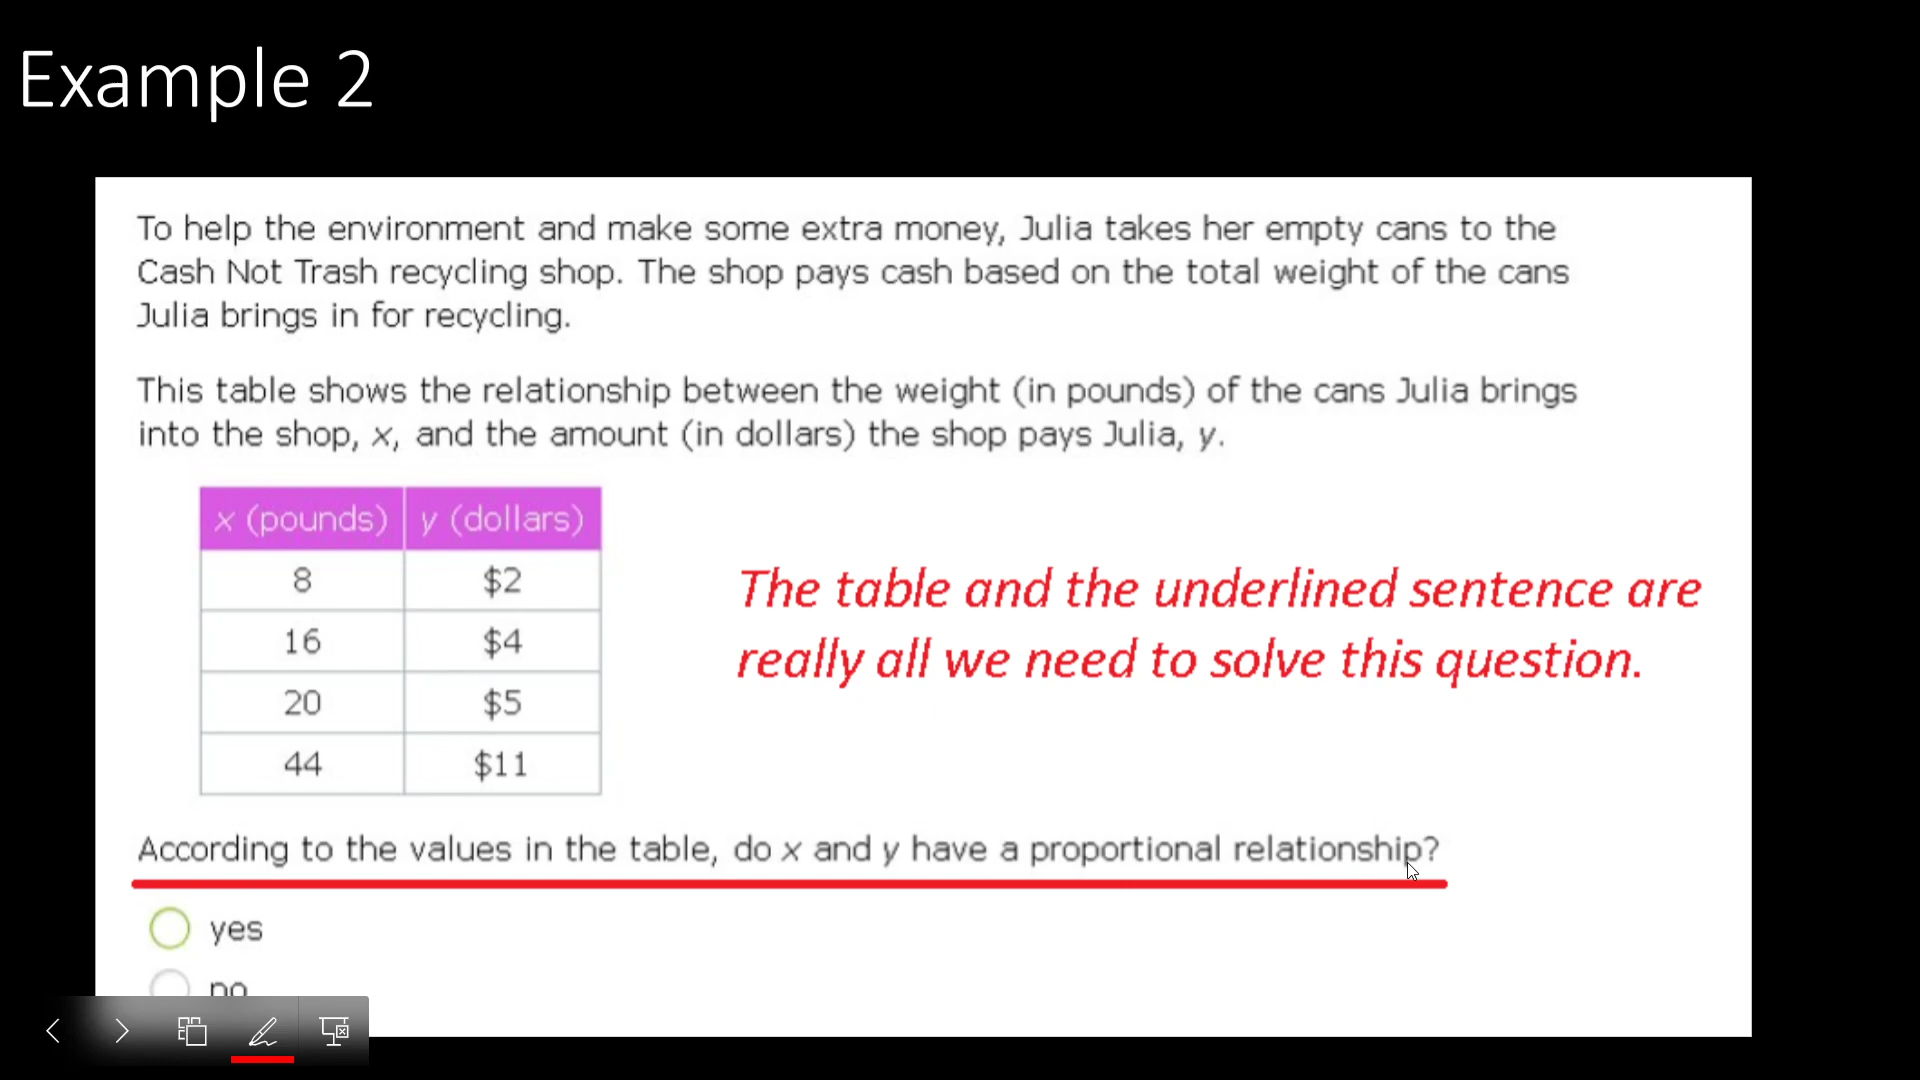 Example 2
To help the environment and make some extra money, Julia takes her empty cans to the
Cash Not Trash recycling shop. The shop pays cash based on the total weight of the cans
Julia brings in for recycling.
This table shows the relationship between the weight (in pounds) of the cans Julia brings
into the shop, x, and the amount (in dollars) the shop pays Julia, y.
x (pounds) y (dollars)
8 $2
16 $4
20 $5
44 $11
The table and the underlined sentence are
really all we need to solve this question.
According to the values in the table, do x and y have a proportional relationship?
yes
no